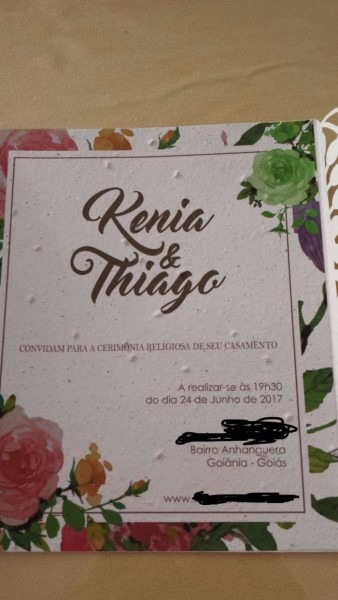 Kenia
&
Thiago
CONVIDAM PARA A CERIMÔNIA RELIGIOSA DE SEU CASAMENTO
A realizar-se às 19h30
do dia 24 de Junho de 2017
Bairro Anhanguera
Goiânia - Goiás
www.